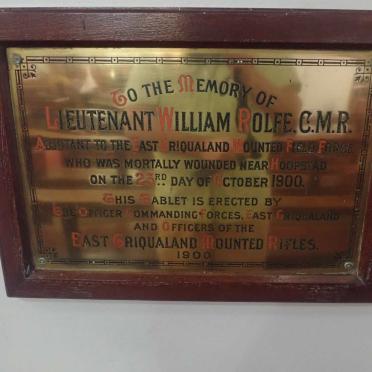 To the Memory of
Lieutenant William Rolfe, C.M.R.
Adjutant to the East Griqualand Mounted Field Force
who was mortally wounded near Hoopstad
on the 23rd day of October 1900.
This Tablet is erected by
The Officer Commanding Forces, East Griqualand
and Officers of the
East Griqualand Mounted Rifles.
1900